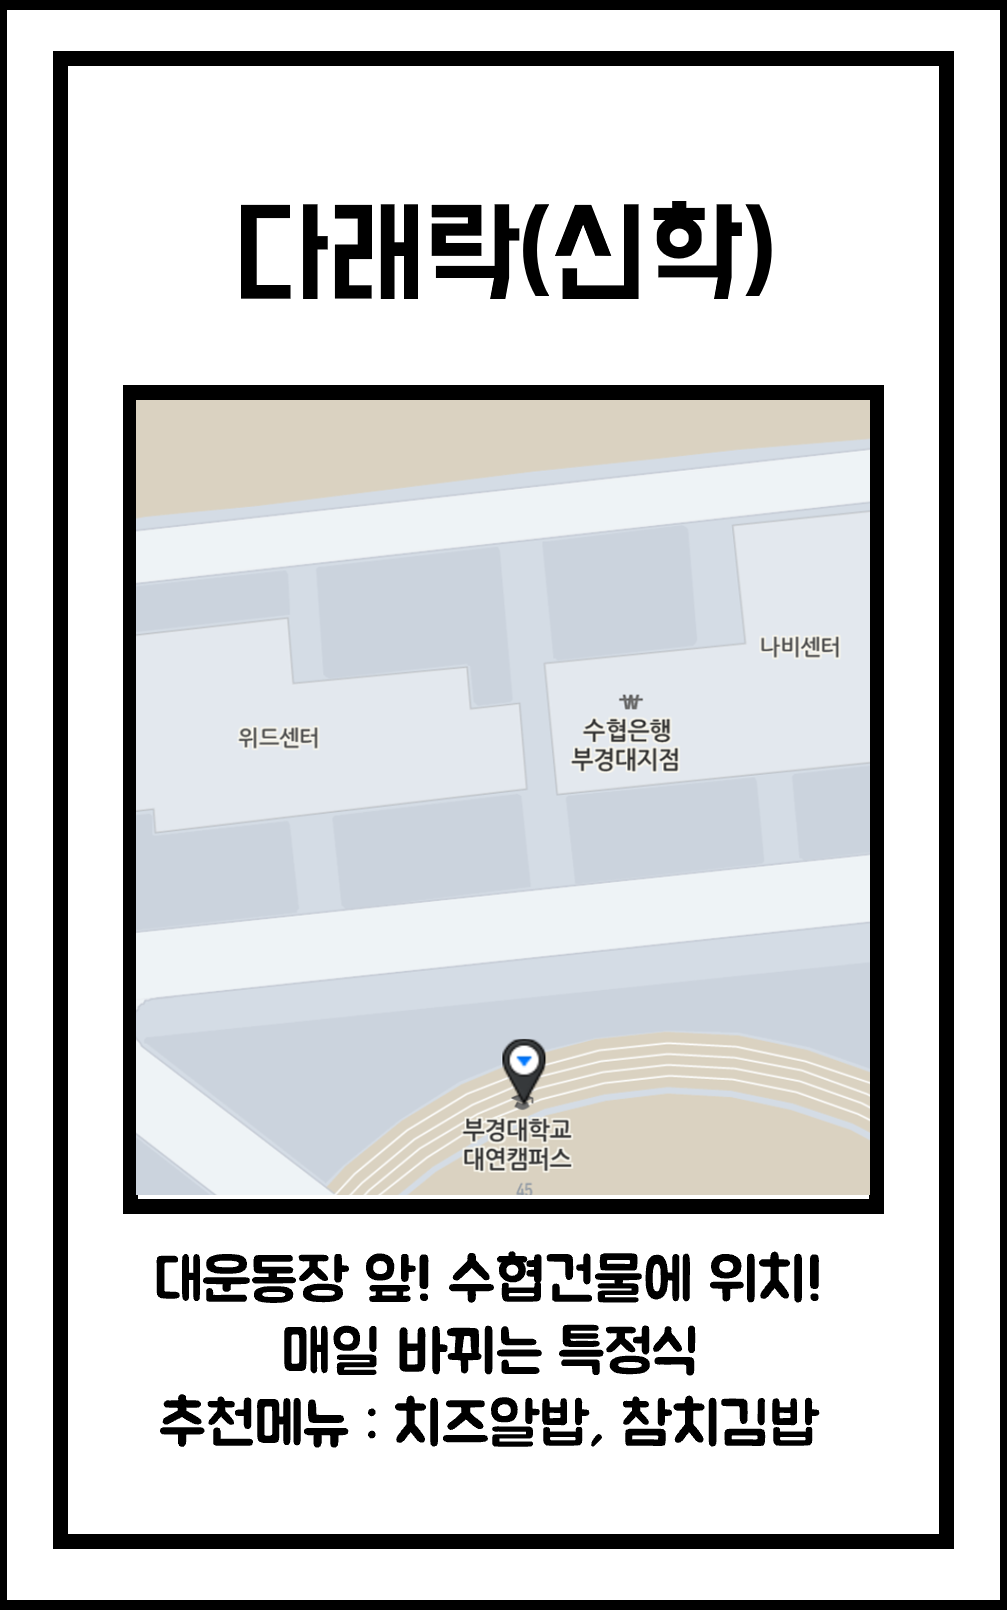 다래락(신학)
나비센터
₩
수협은행
부경대지점
위드센터
부경대학교
대연캠퍼스
45
대운동장 앞! 수협건물에 위치!
매일 바뀌는 특정식
추천메뉴 : 치즈알밥, 참치김밥